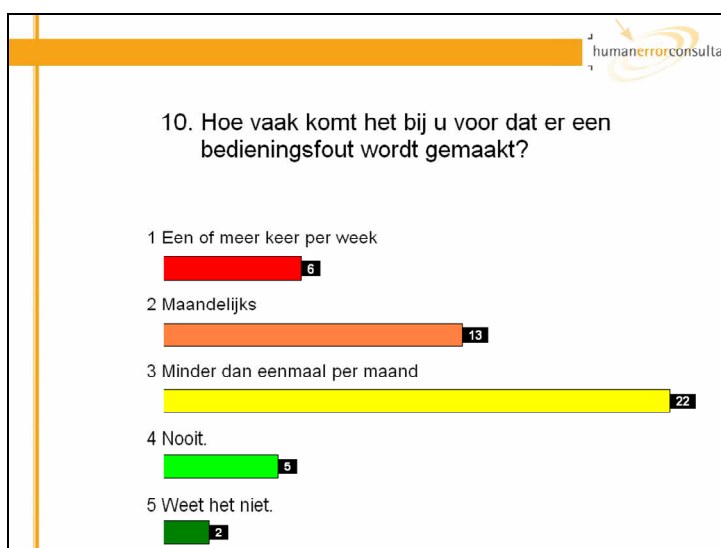 humanerrorconsulta
10. Hoe vaak komt het bij u voor dat er een
bedieningsfout wordt gemaakt?
1 Een of meer keer per week
6
2 Maandelijks
13
3 Minder dan eenmaal per maand
22
4 Nooit.
5
5 Weet het niet.
2